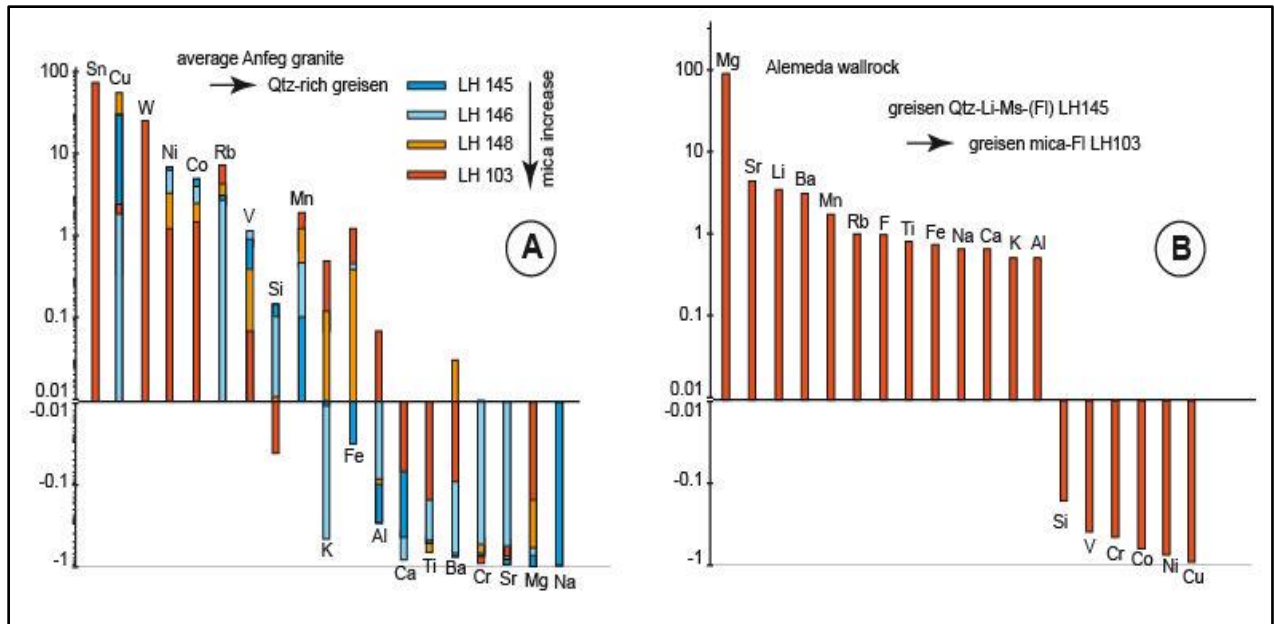 average Anfeg granite
Qtz-rich greisen
LH 145
LH 146
LH 148
LH 103
mica increase
A
100
10
1
0.1
0.01
-0.01
-0.1
-1
Sn
Cu
W
Ni
Co
Rb
V
Si
Mn
K
Fe
Al
Ca
Ti
Ba
Cr
Sr
Mg
Na
Alemeda wallrock
greisen Qtz-Li-Ms-(Fl) LH145
greisen mica-Fl LH103
B
100
10
1
0.1
0.01
-0.01
-0.1
-1
Mg
Sr
Li
Ba
Mn
Rb
F
Ti
Fe
Na
Ca
K
Al
Si
V
Cr
Co
Ni
Cu